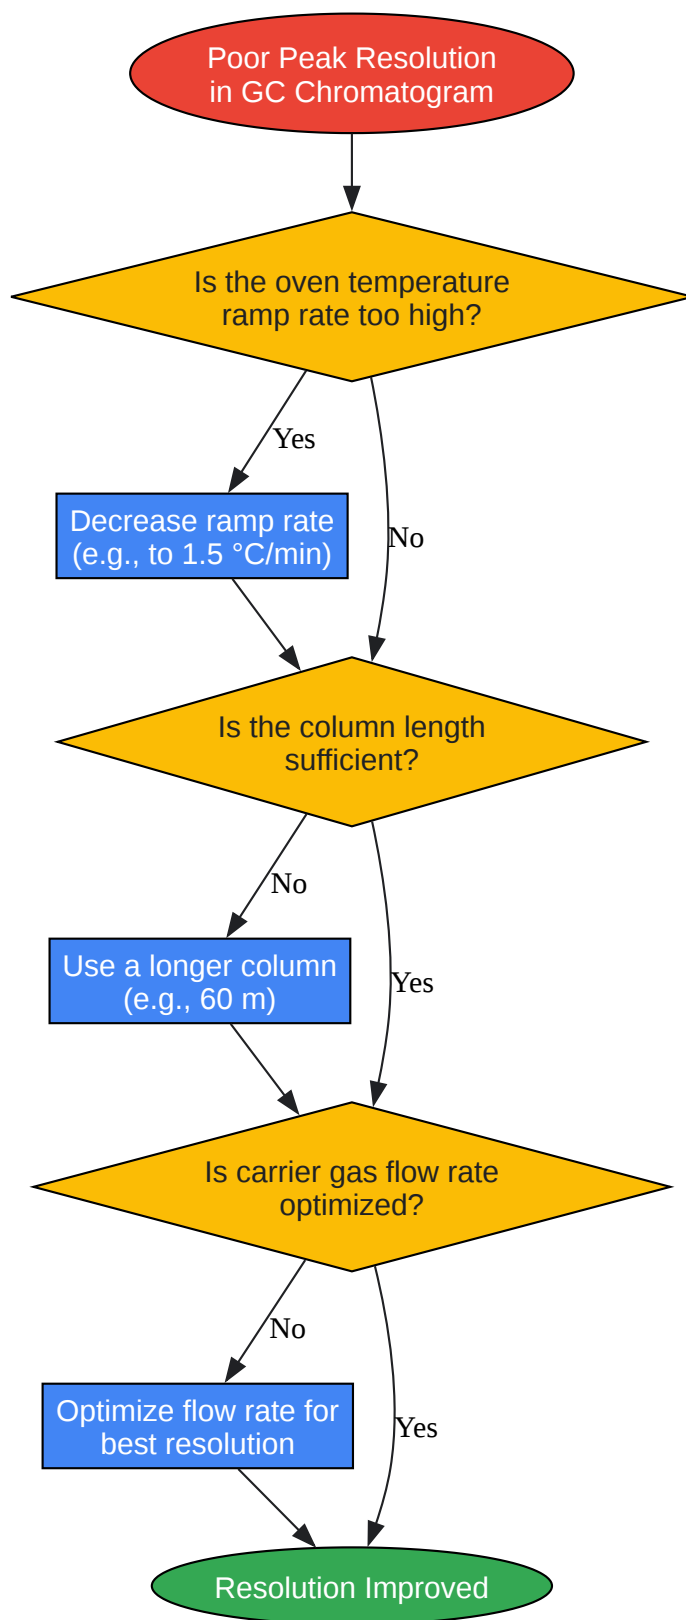 Poor Peak Resolution
in GC Chromatogram
Is the oven temperature
ramp rate too high?
Yes
Decrease ramp rate
(e.g., to 1.5 °C/min)
No
Is the column length
sufficient?
No
Use a longer column
(e.g., 60 m)
Yes
Is carrier gas flow rate
optimized?
No
Optimize flow rate for
best resolution
Yes
Resolution Improved